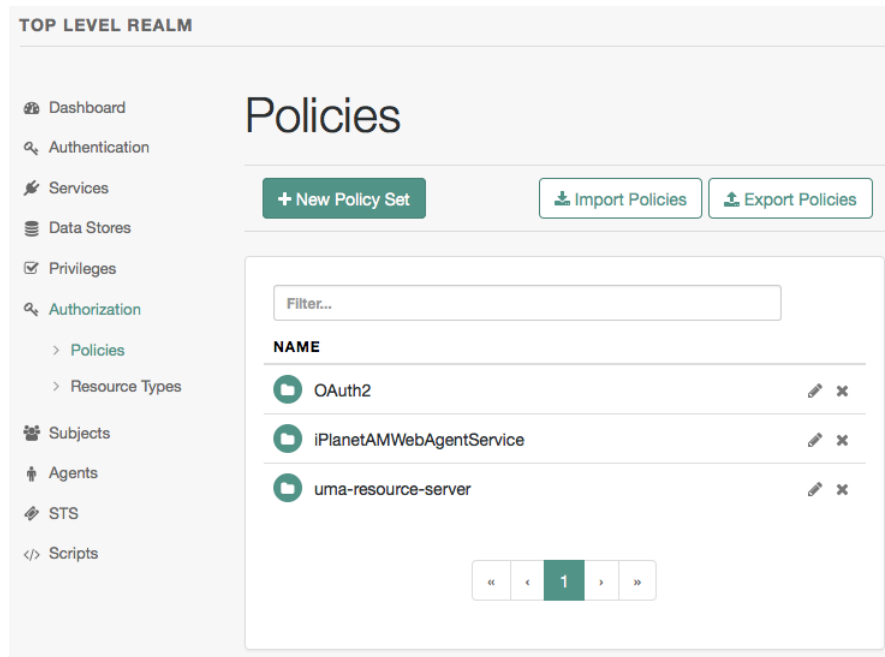 TOP LEVEL REALM
Dashboard
Authentication
Services
Data Stores
Privileges
Authorization
> Policies
> Resource Types
Subjects
Agents
STS
</> Scripts
Policies
+ New Policy Set
Import Policies
Export Policies
Filter...
NAME
OAuth2
iPlanetAMWebAgentService
uma-resource-server
« ‹ 1 › »